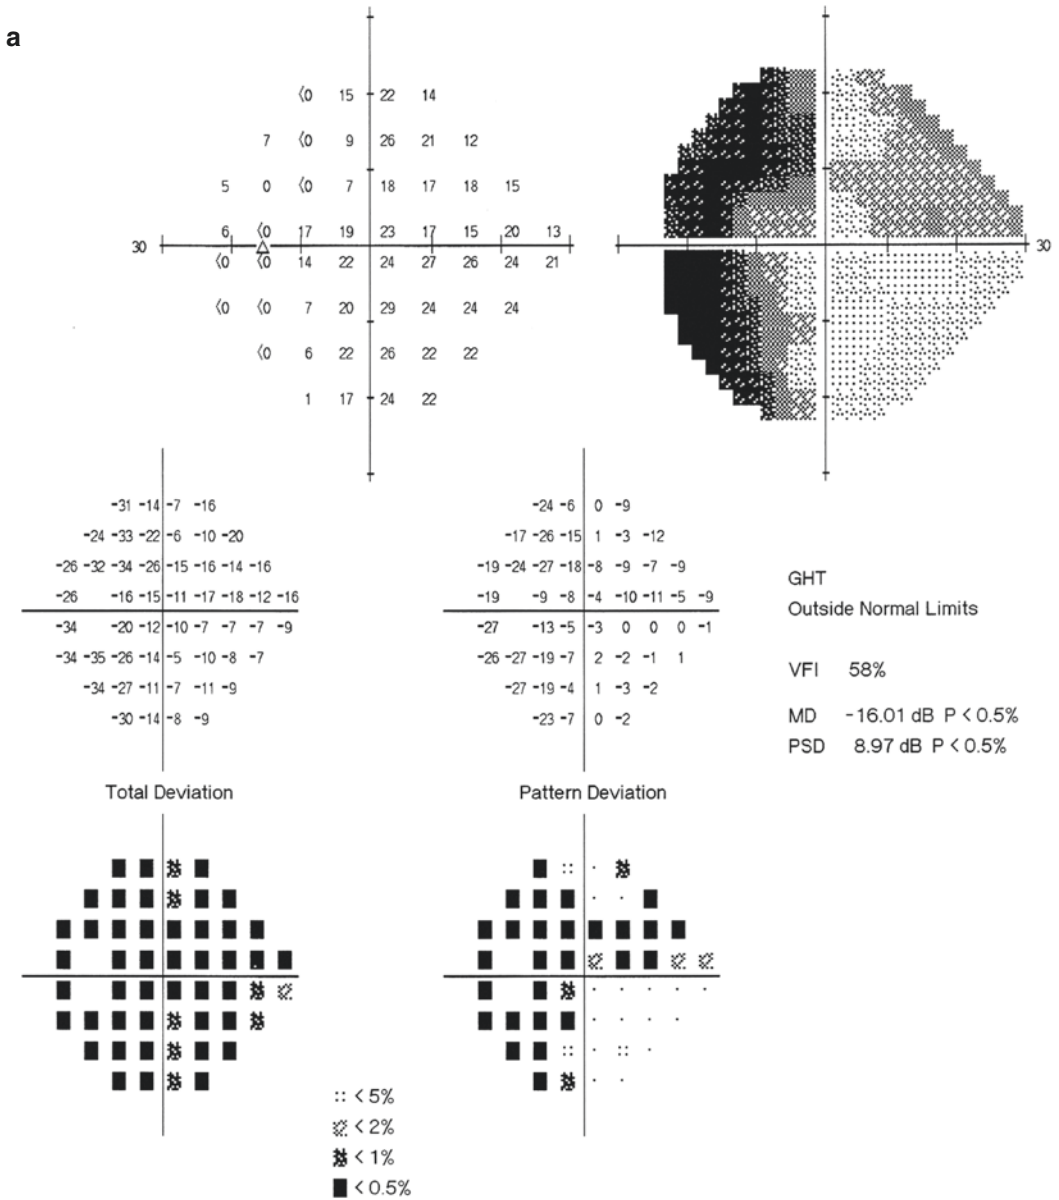 a
⟨0 15 22 14
7 ⟨0 9 26 21 12
5 0 ⟨0 7 18 17 18 15
6 ⟨0 17 19 23 17 15 20 13
30 30
⟨0 ⟨0 14 22 24 27 26 24 21
⟨0 ⟨0 7 20 29 24 24 24
⟨0 6 22 26 22 22
1 17 24 22
-31 -14 -7 -16
-24 -33 -22 -6 -10 -20
-26 -32 -34 -26 -15 -16 -14 -16
-26 -16 -15 -11 -17 -18 -12 -16
-34 -20 -12 -10 -7 -7 -7 -9
-34 -35 -26 -14 -5 -10 -8 -7
-34 -27 -11 -7 -11 -9
-30 -14 -8 -9
Total Deviation
-24 -6 0 -9
-17 -26 -15 1 -3 -12
-19 -24 -27 -18 -8 -9 -7 -9
-19 -9 -8 -4 -10 -11 -5 -9
-27 -13 -5 -3 0 0 0 -1
-26 -27 -19 -7 2 -2 -1 1
-27 -19 -4 1 -3 -2
-23 -7 0 -2
Pattern Deviation
GHT
Outside Normal Limits
VFI 58%
MD -16.01 dB P < 0.5%
PSD 8.97 dB P < 0.5%
< 5%
< 2%
< 1%
< 0.5%